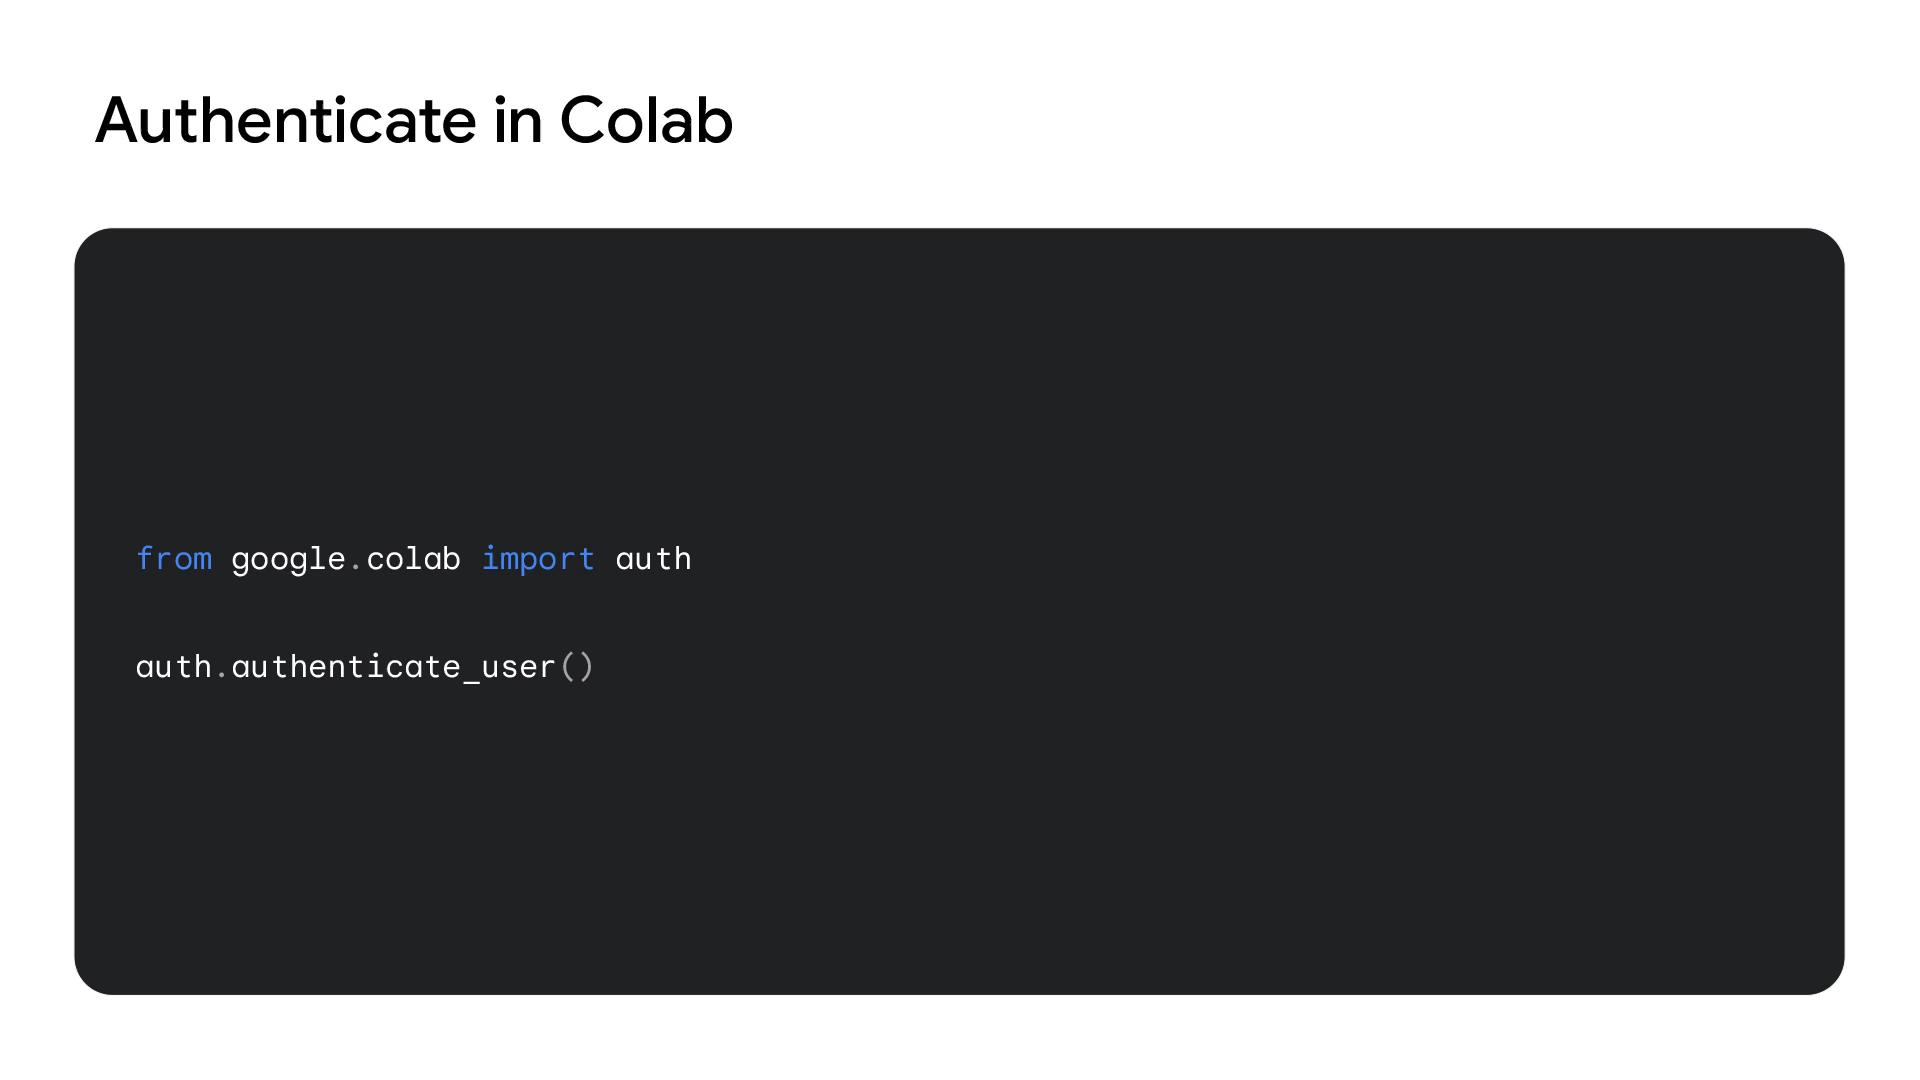 Authenticate in Colab
from google.colab import auth
auth.authenticate_user()